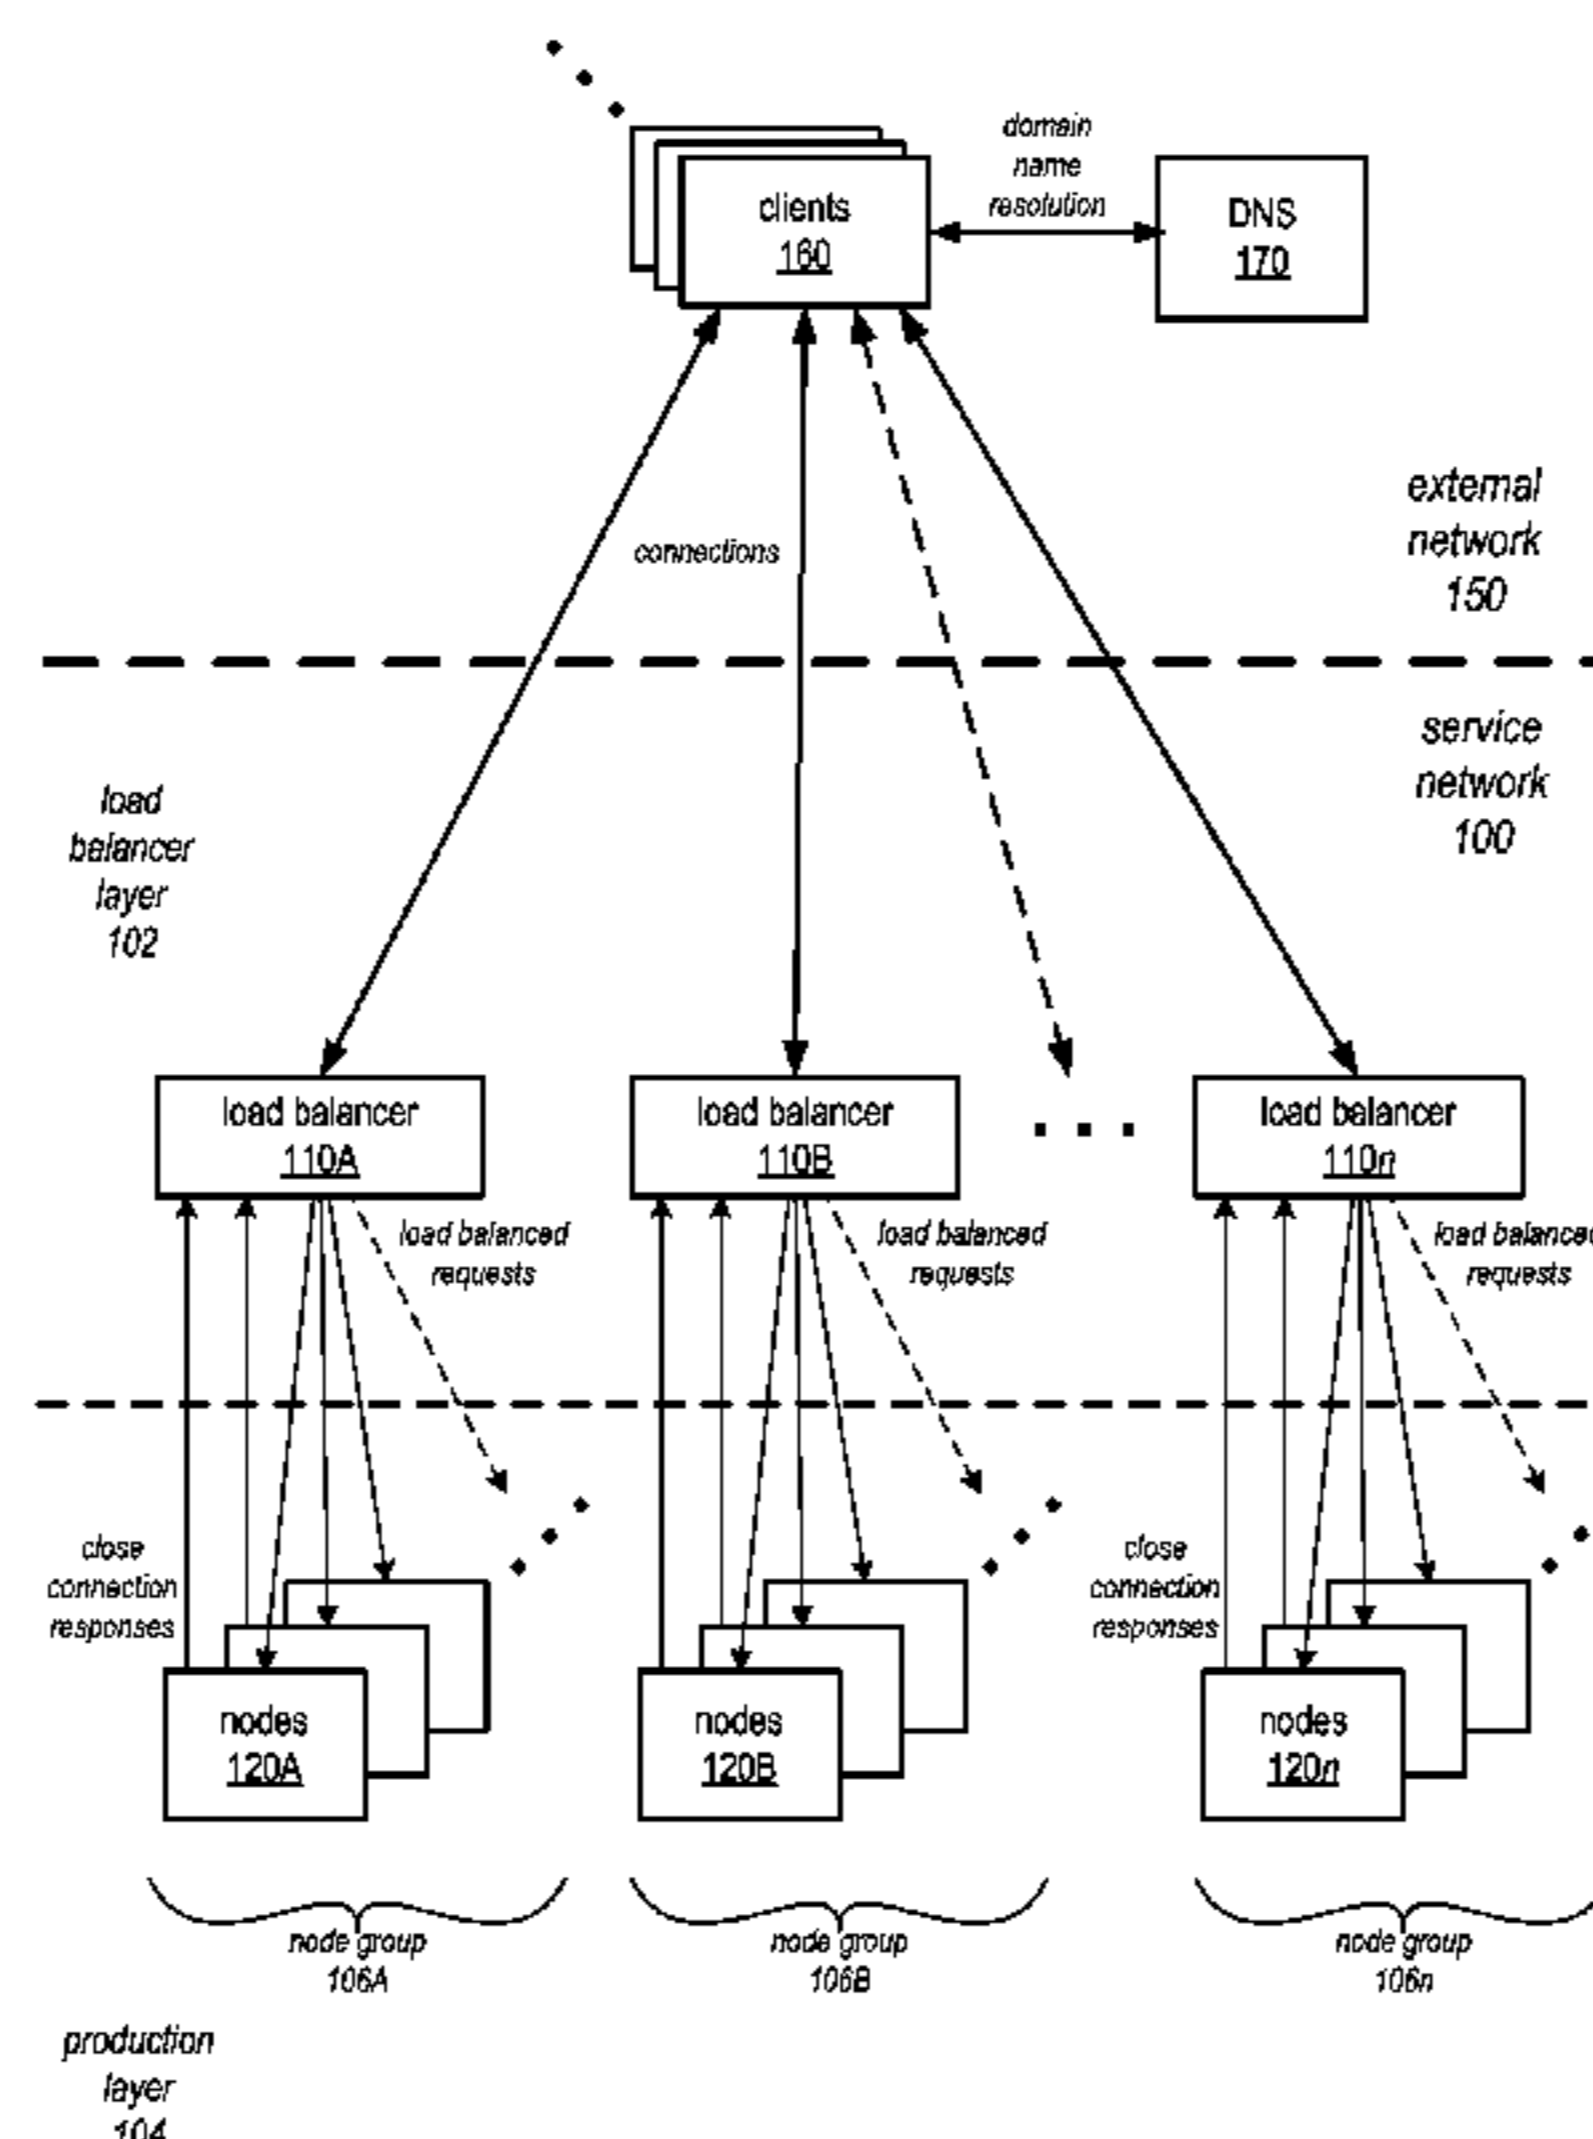 domain
name
resolution
clients
160
DNS
170
external
network
150
connections
service
network
100
load
balancer
layer
102
load balancer
110A
load balancer
110B
load balancer
110n
load balanced
requests
load balanced
requests
load balanced
requests
close
connection
responses
close
connection
responses
nodes
120A
nodes
120B
nodes
120n
node group
106A
node group
106B
node group
106n
production
layer
104